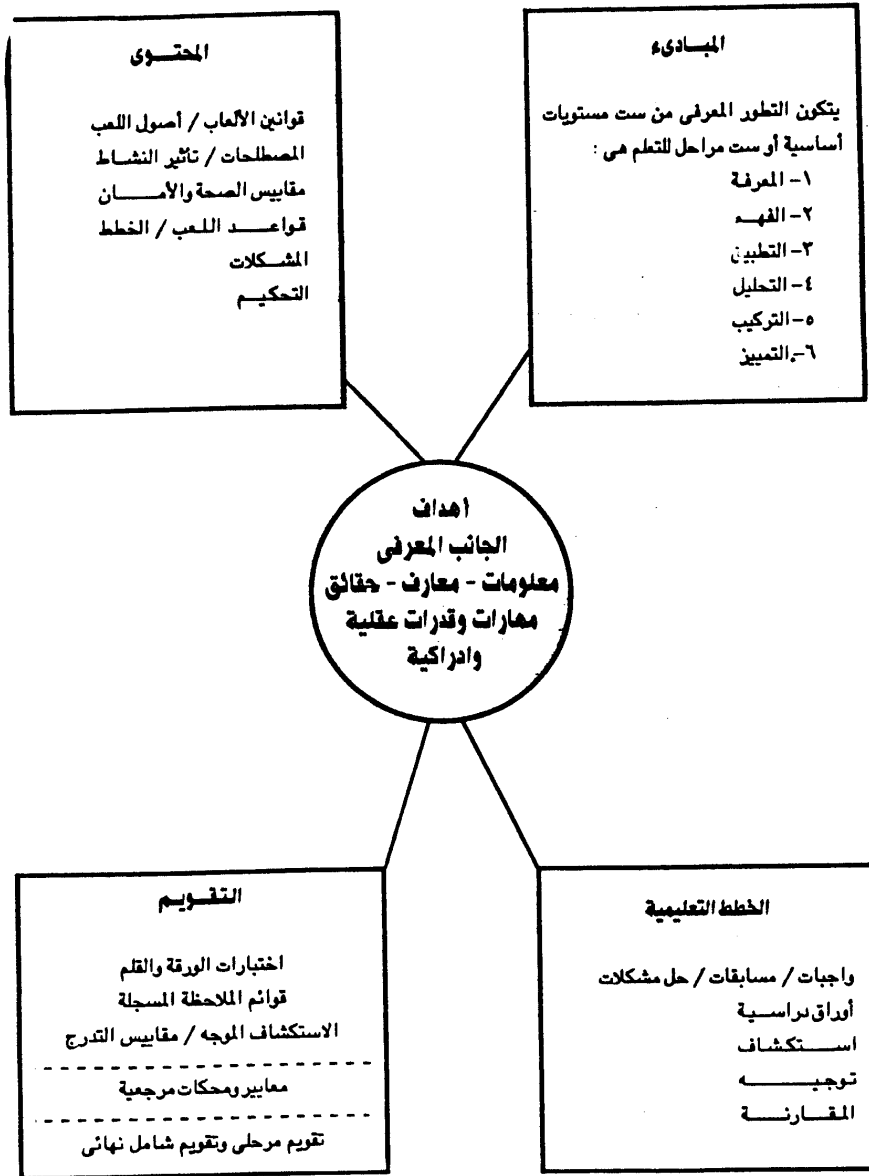 المبادىء
يتكون التطور المعرفى من ست مستويات
أساسية أو ست مراحل للتعلم هى :
١- المعرفة
٢- الفهم
٣- التطبيق
٤- التحليل
٥- التركيب
٦- التمييز
المحتوى
قوانين الألعاب / أصول اللعب
المصطلحات / تأثير النشاط
مقاييس الصحة والأمان
قواعد اللعب / الخطط
المشكلات
التحكيم
أهداف
الجانب المعرفى
معلومات - معارف - حقائق
مهارات وقدرات عقلية
وادراكية
الخطط التعليمية
واجبات / مسابقات / حل مشكلات
أوراق دراسية
استكشاف
توجيه
المقارنة
التقويم
اختبارات الورقة والقلم
قوائم الملاحظة المسجلة
الاستكشاف الموجه / مقاييس التدرج
معايير ومحكات مرجعية
تقويم مرحلى وتقويم شامل نهائى